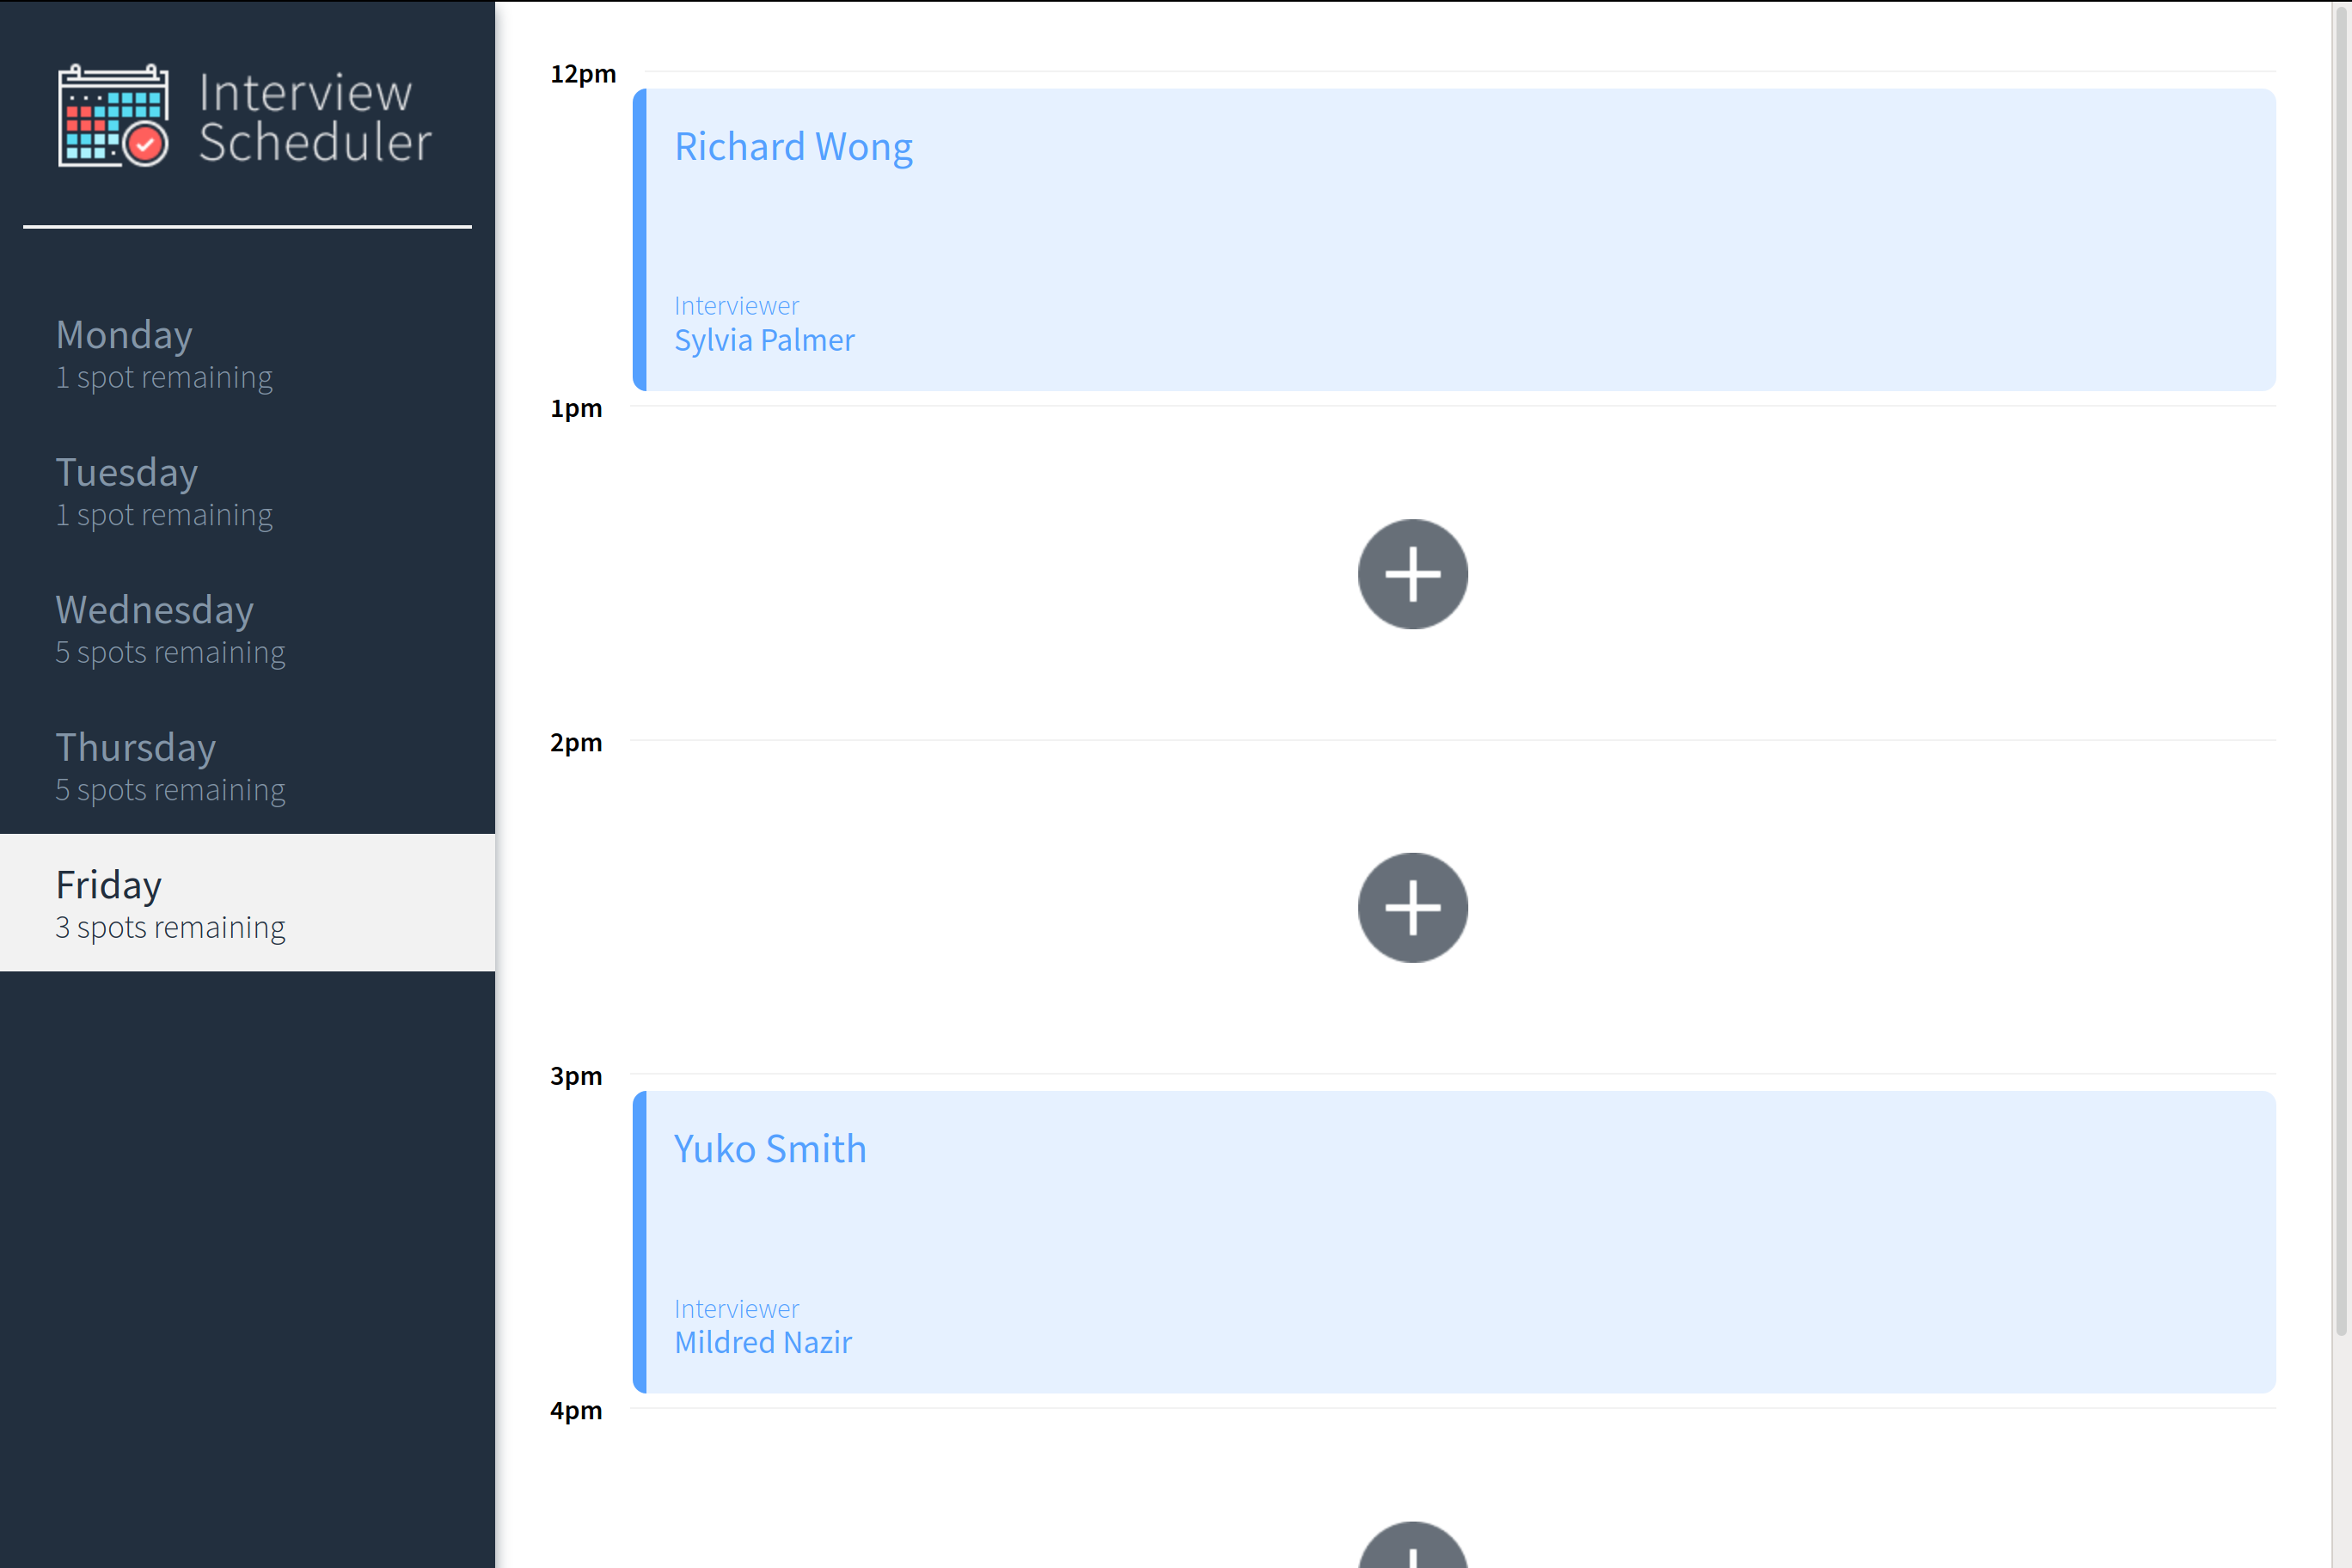 Interview
Scheduler
Monday
1 spot remaining
Tuesday
1 spot remaining
Wednesday
5 spots remaining
Thursday
5 spots remaining
Friday
3 spots remaining
12pm
Richard Wong
Interviewer
Sylvia Palmer
1pm
2pm
3pm
Yuko Smith
Interviewer
Mildred Nazir
4pm